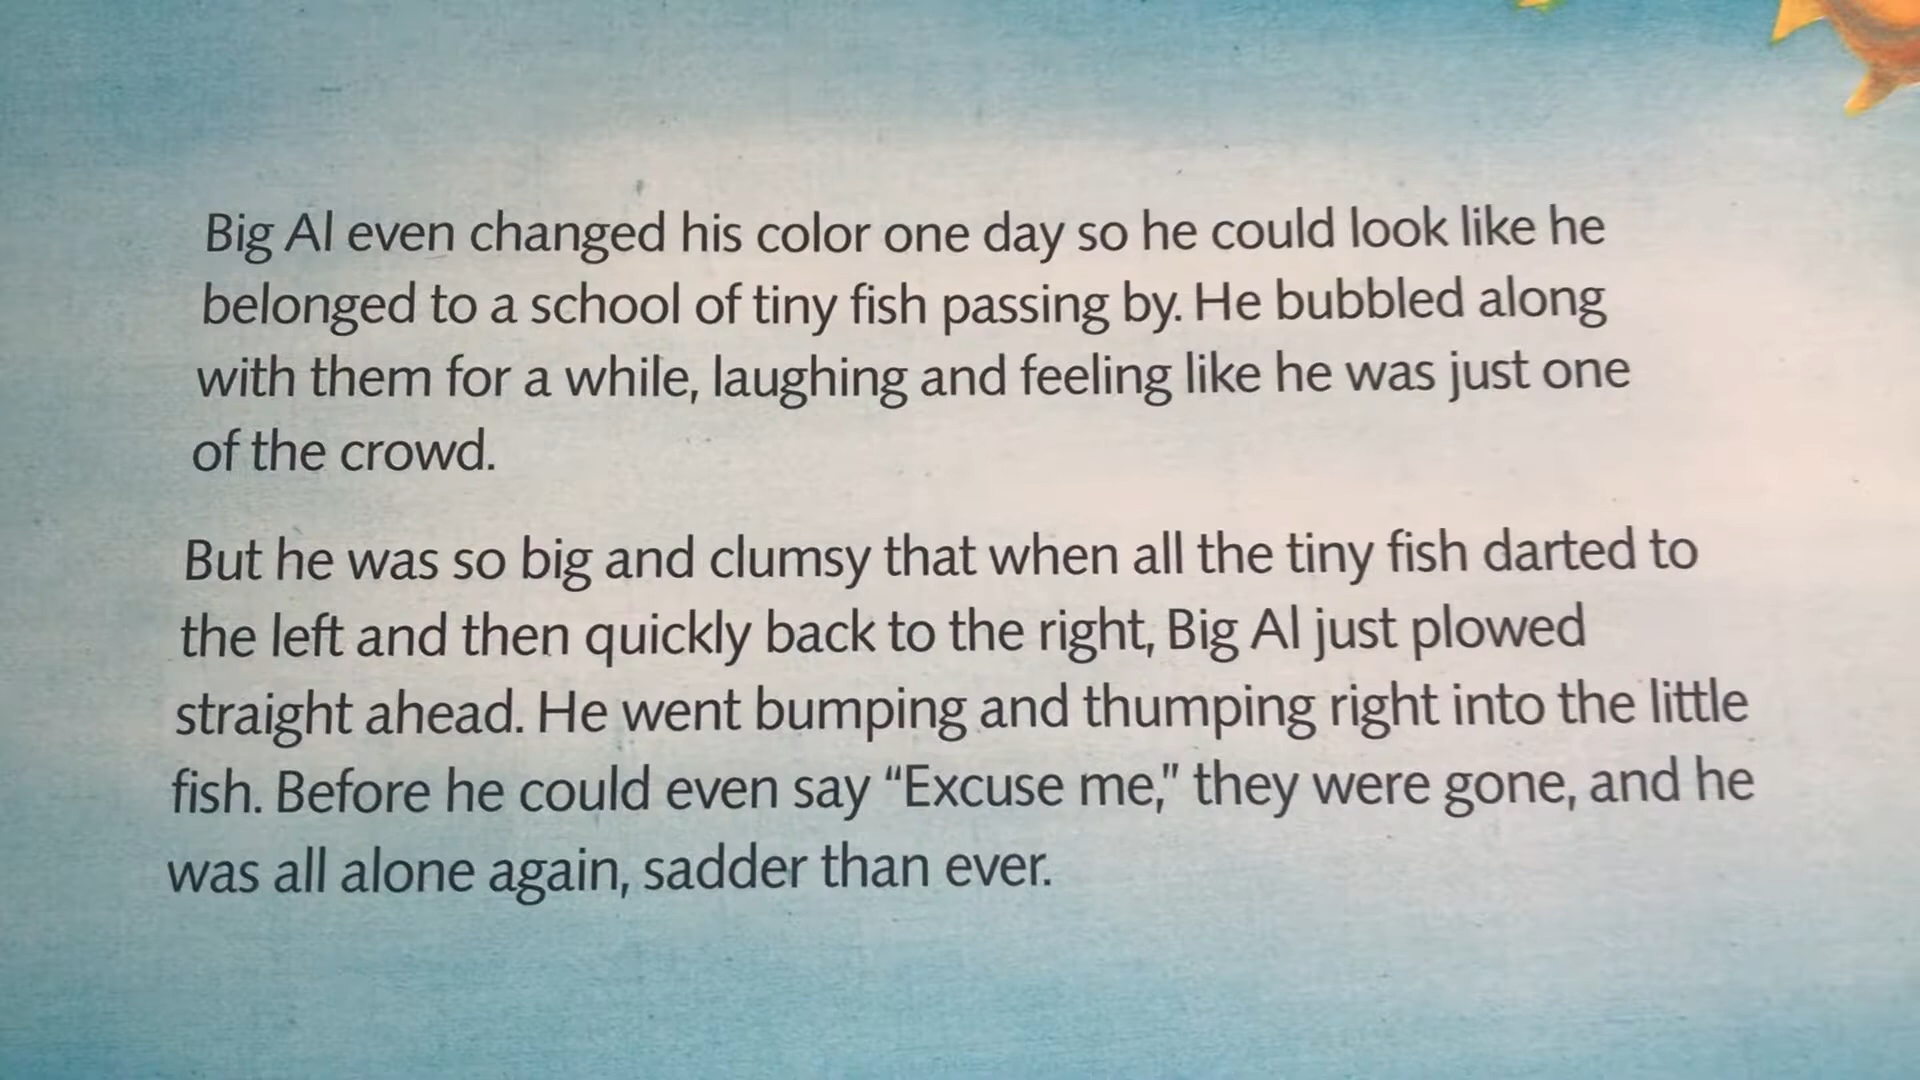 Big Al even changed his color one day so he could look like he
belonged to a school of tiny fish passing by. He bubbled along
with them for a while, laughing and feeling like he was just one
of the crowd.
But he was so big and clumsy that when all the tiny fish darted to
the left and then quickly back to the right, Big Al just plowed
straight ahead. He went bumping and thumping right into the little
fish. Before he could even say “Excuse me,” they were gone, and he
was all alone again, sadder than ever.